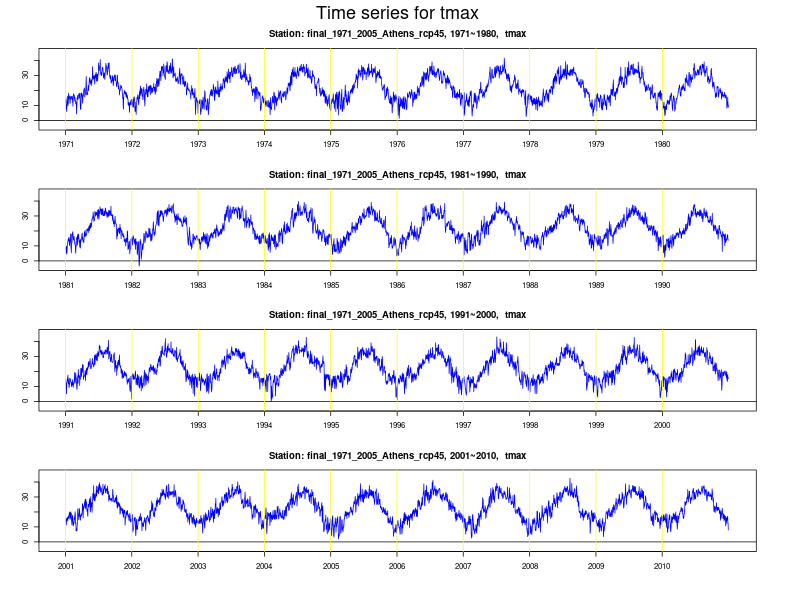 Time series for tmax
Station: final_1971_2005_Athens_rcp45, 1971~1980,  tmax
30
10
0
1971 1972 1973 1974 1975 1976 1977 1978 1979 1980
Station: final_1971_2005_Athens_rcp45, 1981~1990,  tmax
30
10
0
1981 1982 1983 1984 1985 1986 1987 1988 1989 1990
Station: final_1971_2005_Athens_rcp45, 1991~2000,  tmax
30
10
0
1991 1992 1993 1994 1995 1996 1997 1998 1999 2000
Station: final_1971_2005_Athens_rcp45, 2001~2010,  tmax
30
10
0
2001 2002 2003 2004 2005 2006 2007 2008 2009 2010